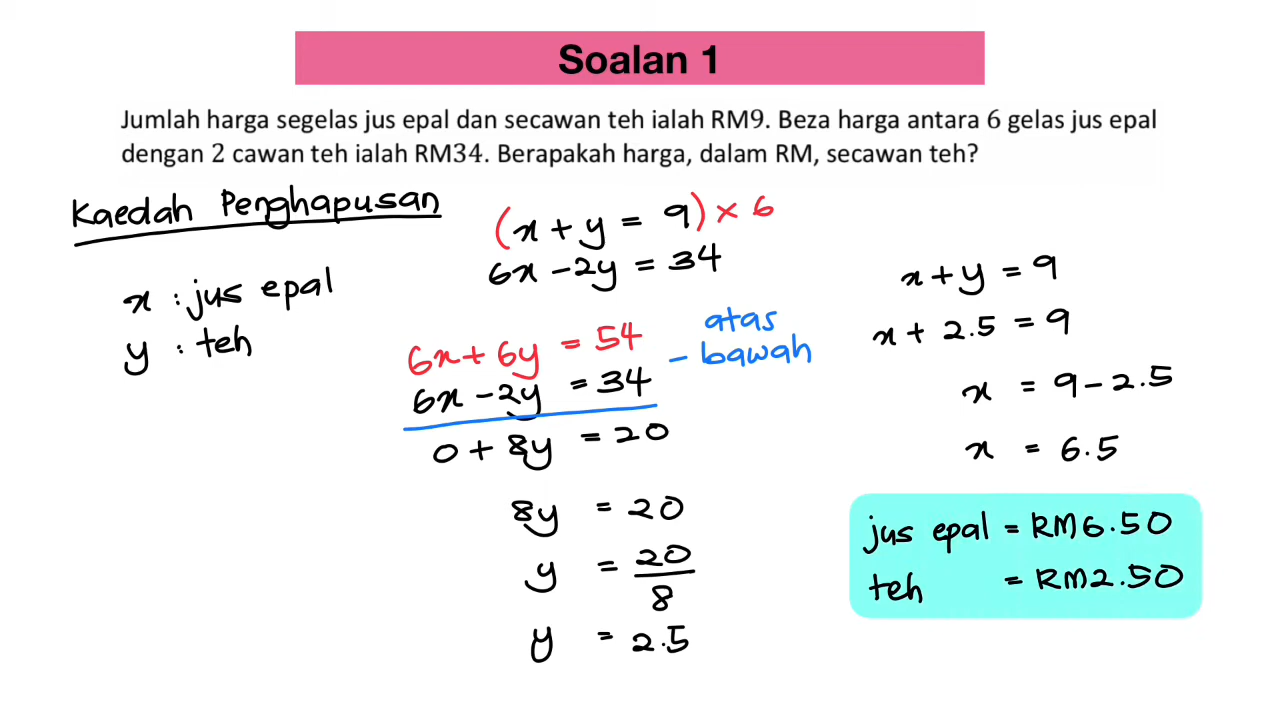 Soalan 1
Jumlah harga segelas jus epal dan secawan teh ialah RM9. Beza harga antara 6 gelas jus epal
dengan 2 cawan teh ialah RM34. Berapakah harga, dalam RM, secawan teh?
Kaedah Penghapusan
x : jus epal
y : teh
(x + y = 9) × 6
6x − 2y = 34
6x + 6y = 54
6x − 2y = 34
atas
− bawah
0 + 8y = 20
8y = 20
y = 20/8
y = 2.5
x + y = 9
x + 2.5 = 9
x = 9 − 2.5
x = 6.5
jus epal = RM6.50
teh = RM2.50